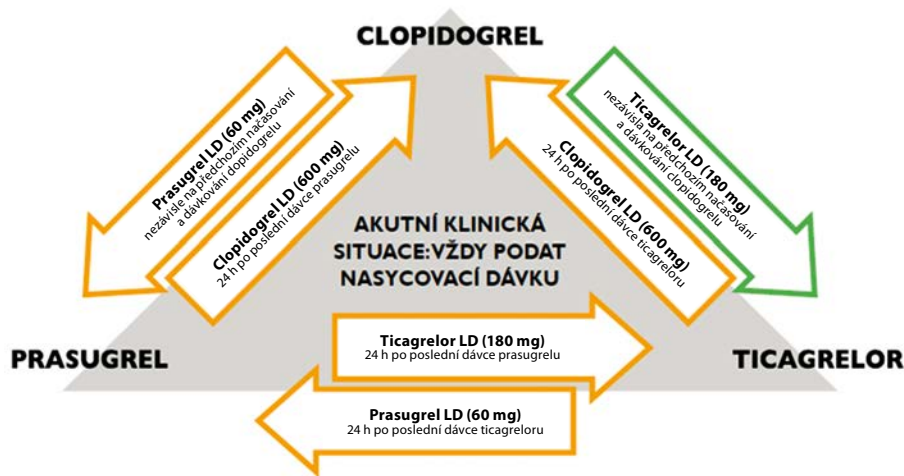 CLOPIDOGREL
Prasugrel LD (60 mg)
nezávisle na předchozím načasování
a dávkování dopidogrelu
Clopidogrel LD (600 mg)
24 h po poslední dávce prasugrelu
Clopidogrel LD (600 mg)
24 h po poslední dávce ticagreloru
Ticagrelor LD (180 mg)
nezávisla na předchozím načasování
a dávkování clopidogrelu
AKUTNÍ KLINICKÁ
SITUACE:VŽDY PODAT
NASYCOVACÍ DÁVKU
PRASUGREL
TICAGRELOR
Ticagrelor LD (180 mg)
24 h po poslední dávce prasugrelu
Prasugrel LD (60 mg)
24 h po poslední dávce ticagreloru